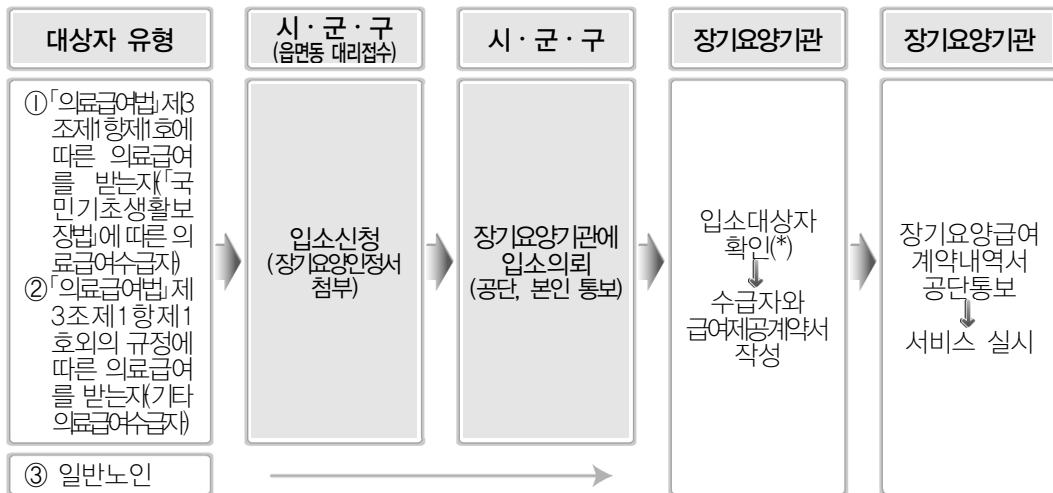 대상자 유형
시·군·구
(읍면동 대리접수)
시·군·구
장기요양기관
장기요양기관
①「의료급여법」제3
조제1항제1호에
따른 의료급여
를 받는자(「국
민기초생활보
장법」에 따른 의
료급여수급자)
②「의료급여법」제
3조제1항제1
호외의 규정에
따른 의료급여
를 받는자(기타
의료급여수급자)
입소신청
(장기요양인정서
첨부)
장기요양기관에
입소의뢰
(공단, 본인 통보)
입소대상자
확인(*)
수급자와
급여제공계약서
작성
장기요양급여
계약내역서
공단통보
서비스 실시
③ 일반노인